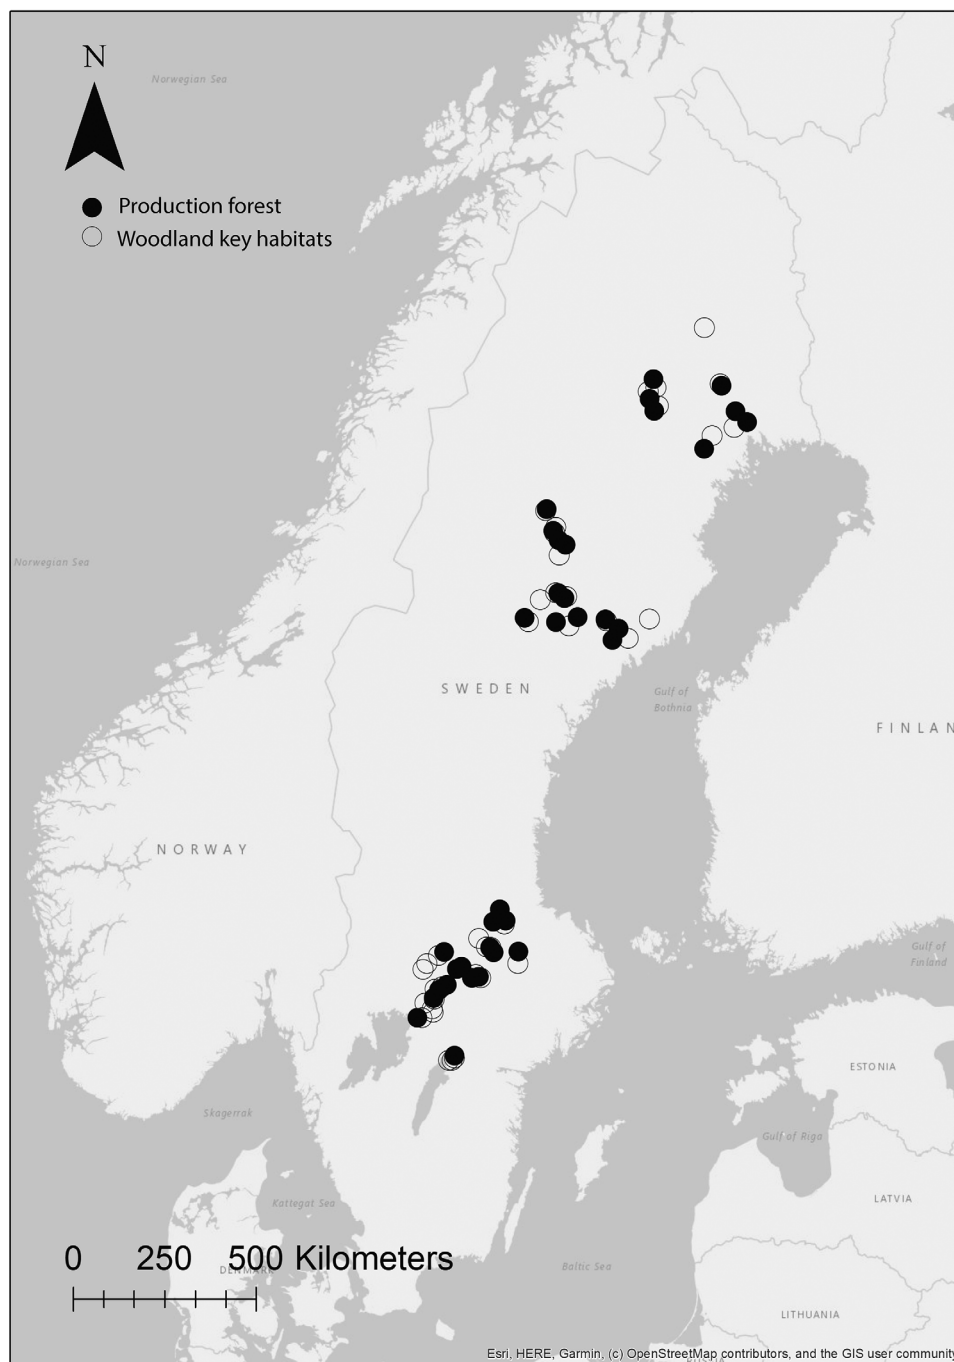 N
Norwegian Sea
Production forest
Woodland key habitats
Norwegian Sea
SWEDEN
Gulf of
Bothnia
FINLAN
NORWAY
Gulf of
Finland
ESTONIA
Skagerrak
Gulf of Riga
LATVIA
Kattegat Sea
0 250 500 Kilometers
DENMARK
Baltic Sea
LITHUANIA
Esri, HERE, Garmin, (c) OpenStreetMap contributors, and the GIS user community